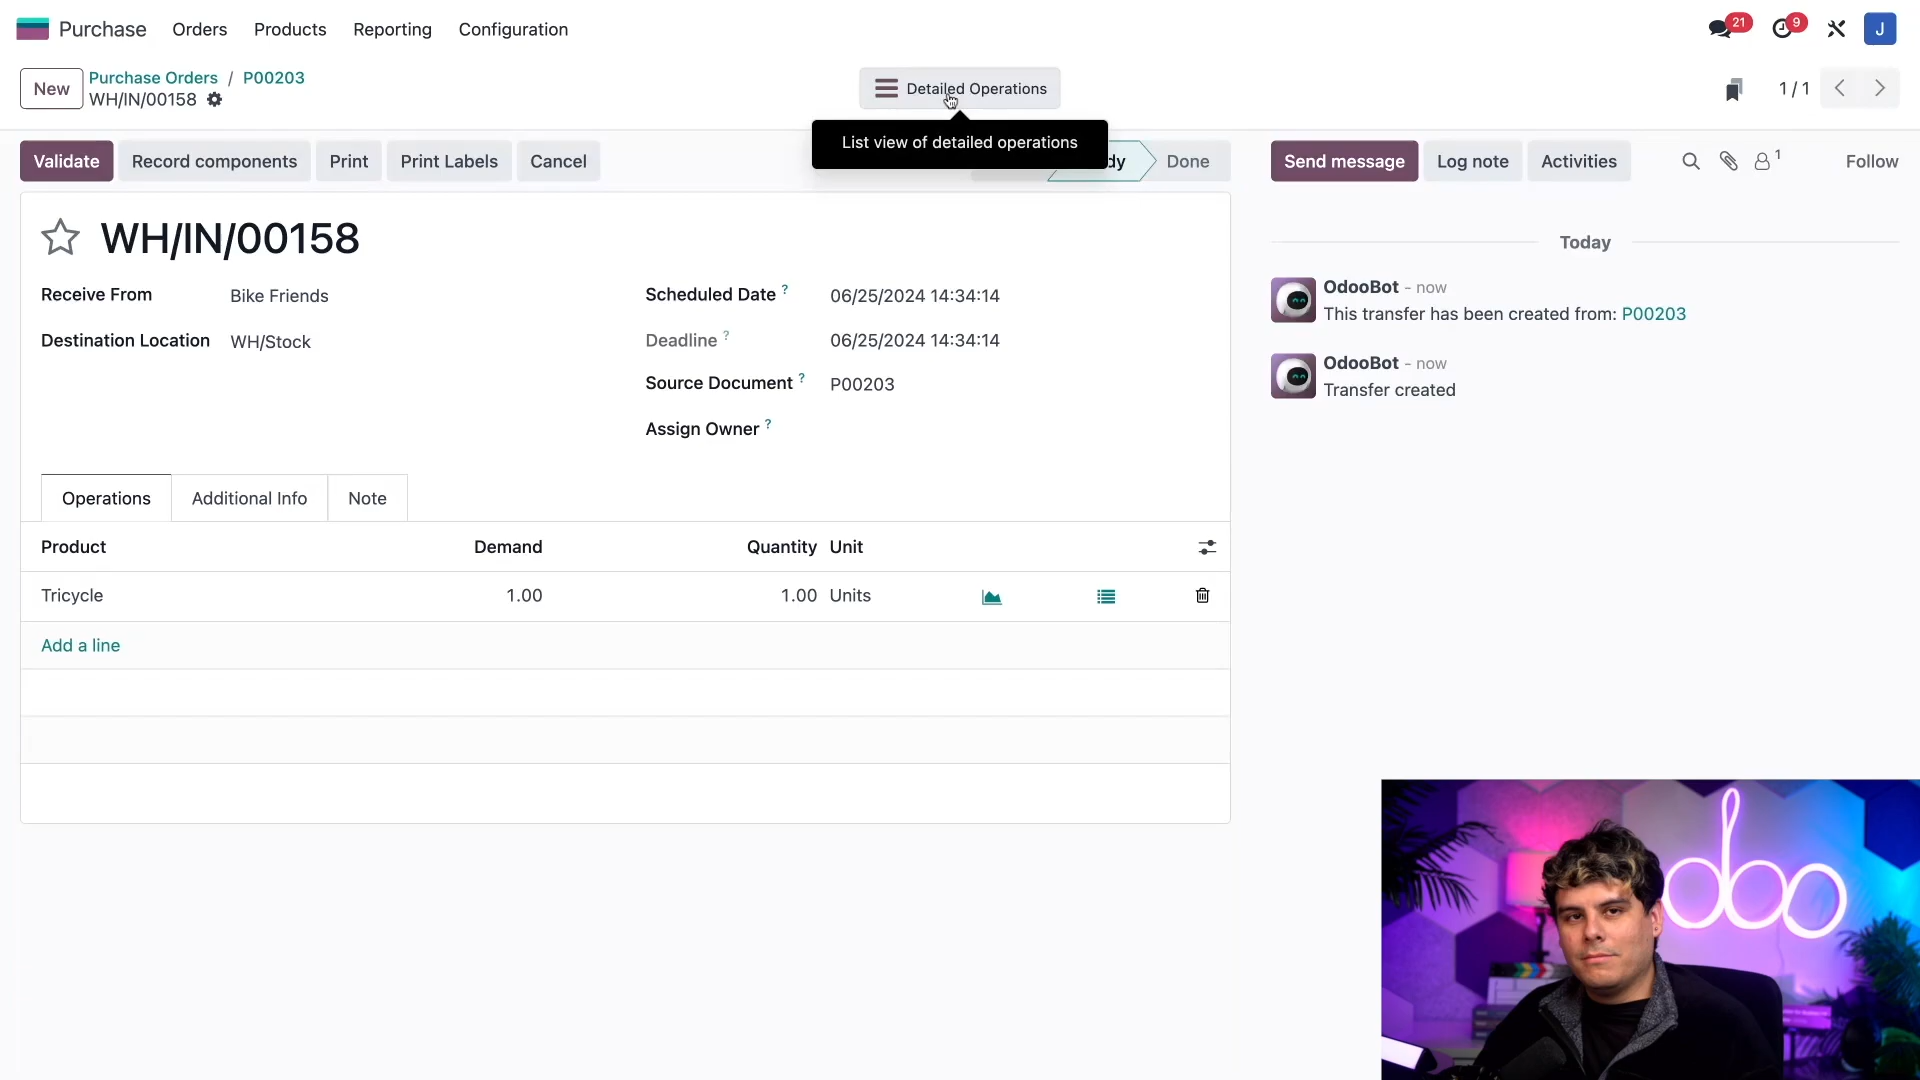 Purchase Orders Products Reporting Configuration 21 9 J
New Purchase Orders / P00203 Detailed Operations 1 / 1
WH/IN/00158
List view of detailed operations
Validate Record components Print Print Labels Cancel dy Done Send message Log note Activities 1 Follow
WH/IN/00158
Today
Receive From Bike Friends Scheduled Date ? 06/25/2024 14:34:14
OdooBot - now
This transfer has been created from: P00203
Destination Location WH/Stock Deadline ? 06/25/2024 14:34:14
OdooBot - now
Transfer created
Source Document ? P00203
Assign Owner ?
Operations Additional Info Note
Product Demand Quantity Unit
Tricycle 1.00 1.00 Units
Add a line
odoo